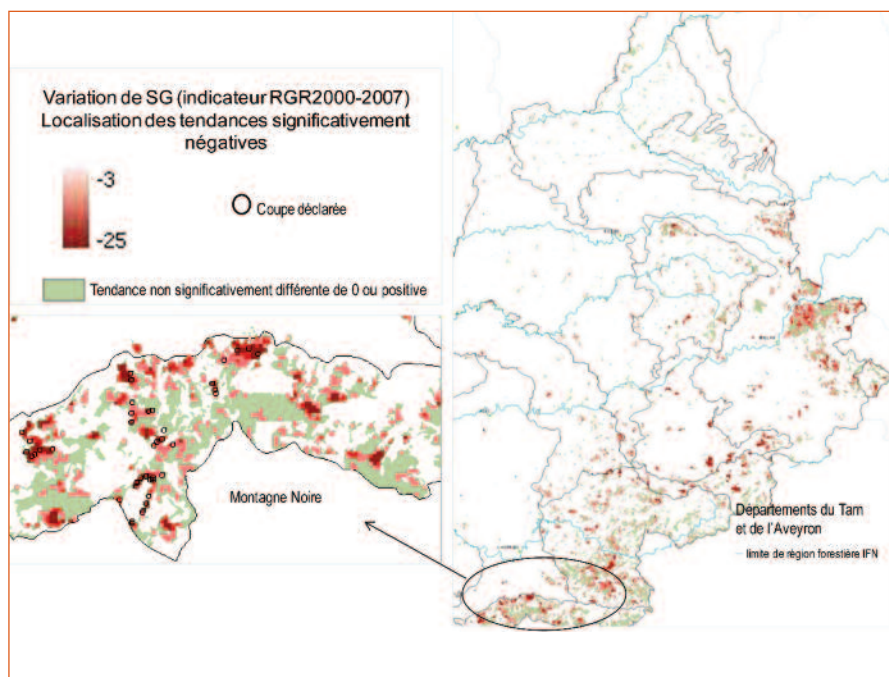 Variation de SG (indicateur RGR2000-2007)
Localisation des tendances significativement
négatives
-3
-25
Coupe déclarée
Tendance non significativement différente de 0 ou positive
Montagne Noire
Départements du Tarn
et de l'Aveyron
limite de région forestière IFN